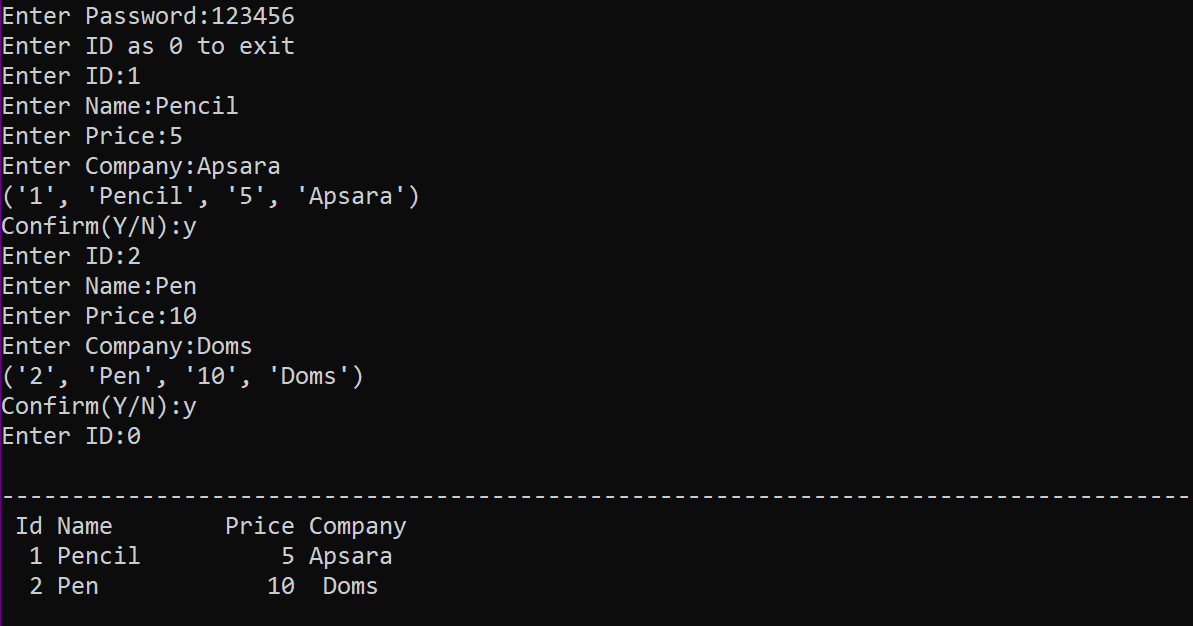 Enter Password:123456
Enter ID as 0 to exit
Enter ID:1
Enter Name:Pencil
Enter Price:5
Enter Company:Apsara
('1', 'Pencil', '5', 'Apsara')
Confirm(Y/N):y
Enter ID:2
Enter Name:Pen
Enter Price:10
Enter Company:Doms
('2', 'Pen', '10', 'Doms')
Confirm(Y/N):y
Enter ID:0

-------------------------------------------------------------------------------------
 Id Name        Price Company
  1 Pencil          5 Apsara
  2 Pen            10  Doms